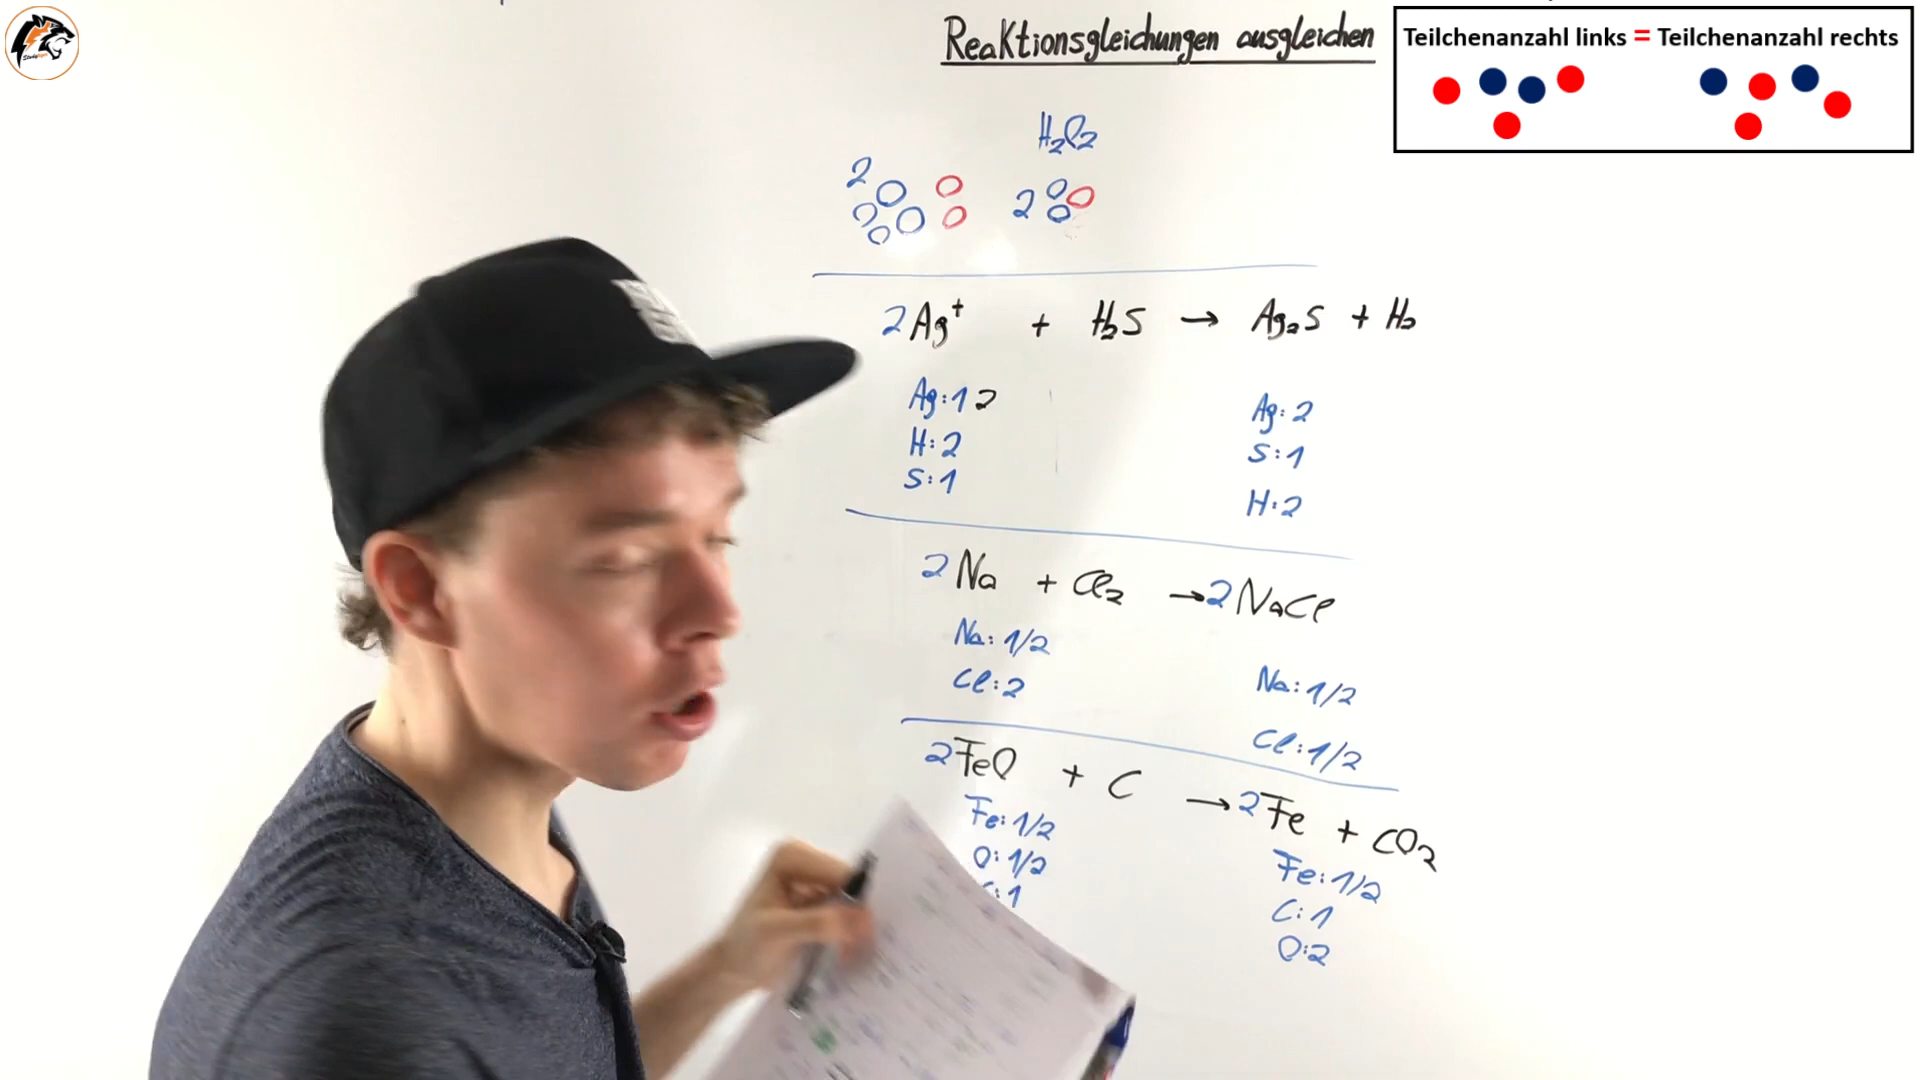 Reaktionsgleichungen ausgleichen
Teilchenanzahl links = Teilchenanzahl rechts
H₂O₂
2 2
2Ag⁺ + H₂S → Ag₂S + H₂
Ag: 1 2 Ag: 2
H: 2 S: 1
S: 1 H: 2
2Na + Cl₂ → 2NaCl
Na: 1/2 Na: 1/2
Cl: 2 Cl: 1/2
2FeO + C → 2Fe + CO₂
Fe: 1/2 Fe: 1/2
O: 1/2 C: 1
: 1 O: 2